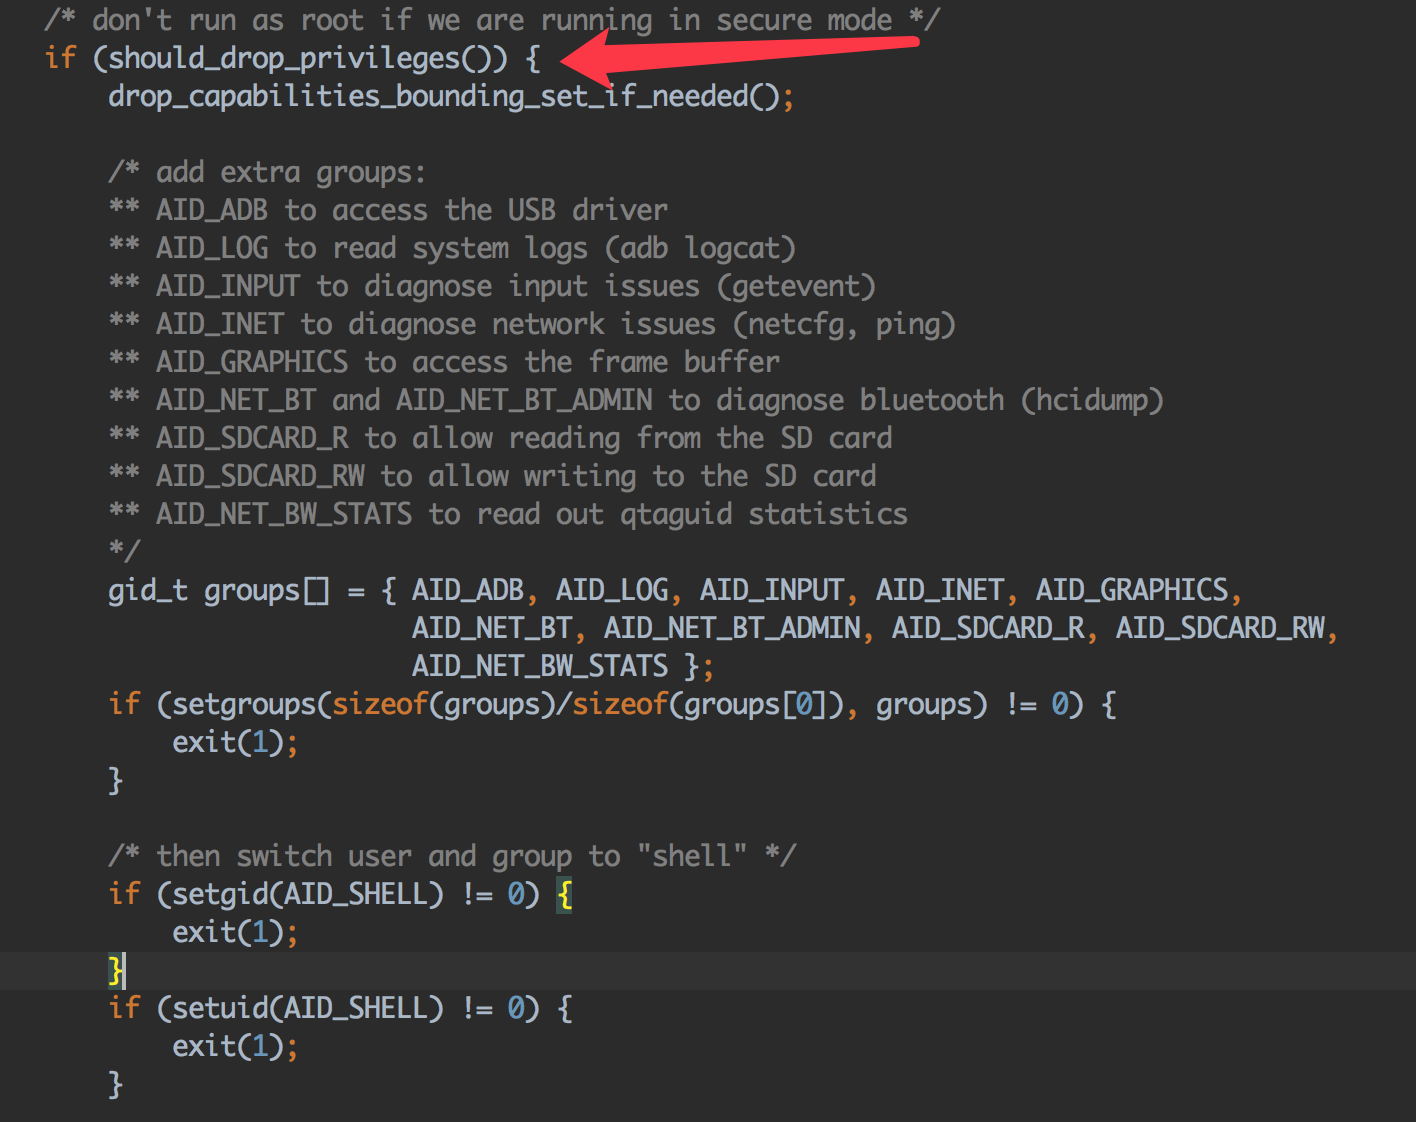 /* don't run as root if we are running in secure mode */
if (should_drop_privileges()) {
drop_capabilities_bounding_set_if_needed();
/* add extra groups:
** AID_ADB to access the USB driver
** AID_LOG to read system logs (adb logcat)
** AID_INPUT to diagnose input issues (getevent)
** AID_INET to diagnose network issues (netcfg, ping)
** AID_GRAPHICS to access the frame buffer
** AID_NET_BT and AID_NET_BT_ADMIN to diagnose bluetooth (hcidump)
** AID_SDCARD_R to allow reading from the SD card
** AID_SDCARD_RW to allow writing to the SD card
** AID_NET_BW_STATS to read out qtaguid statistics
*/
gid_t groups[] = { AID_ADB, AID_LOG, AID_INPUT, AID_INET, AID_GRAPHICS,
AID_NET_BT, AID_NET_BT_ADMIN, AID_SDCARD_R, AID_SDCARD_RW,
AID_NET_BW_STATS };
if (setgroups(sizeof(groups)/sizeof(groups[0]), groups) != 0) {
exit(1);
}
/* then switch user and group to "shell" */
if (setgid(AID_SHELL) != 0) {
exit(1);
}
if (setuid(AID_SHELL) != 0) {
exit(1);
}